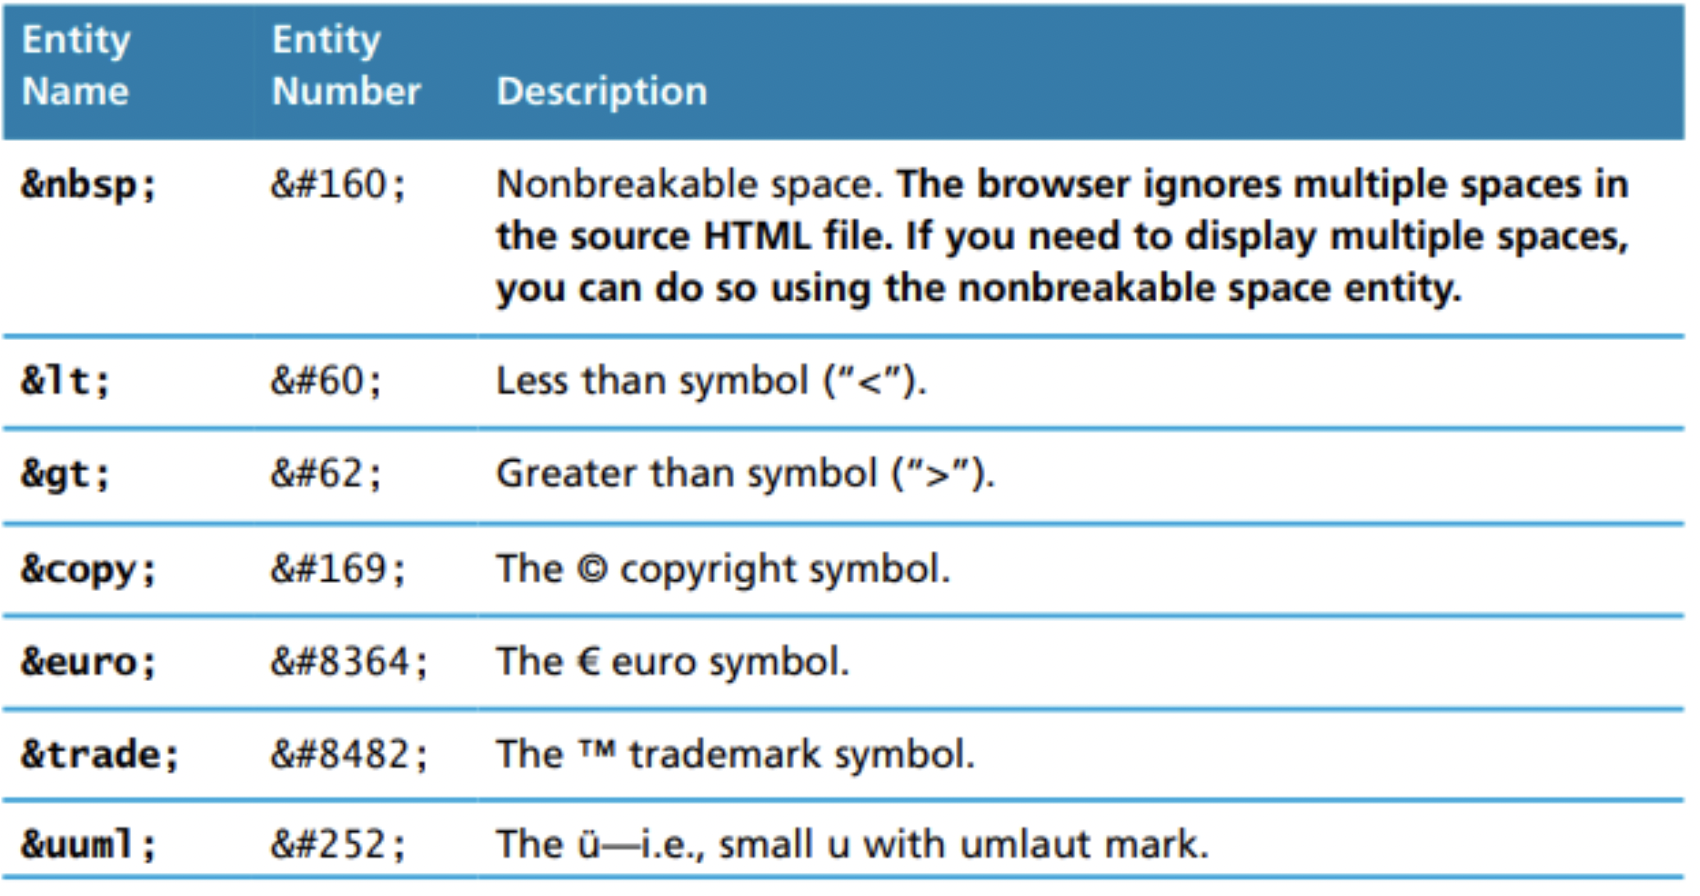 Entity Name Entity Number Description
&nbsp; &#160; Nonbreakable space. The browser ignores multiple spaces in
the source HTML file. If you need to display multiple spaces,
you can do so using the nonbreakable space entity.
&lt; &#60; Less than symbol ("<").
&gt; &#62; Greater than symbol (">").
&copy; &#169; The © copyright symbol.
&euro; &#8364; The € euro symbol.
&trade; &#8482; The ™ trademark symbol.
&uuml; &#252; The ü—i.e., small u with umlaut mark.